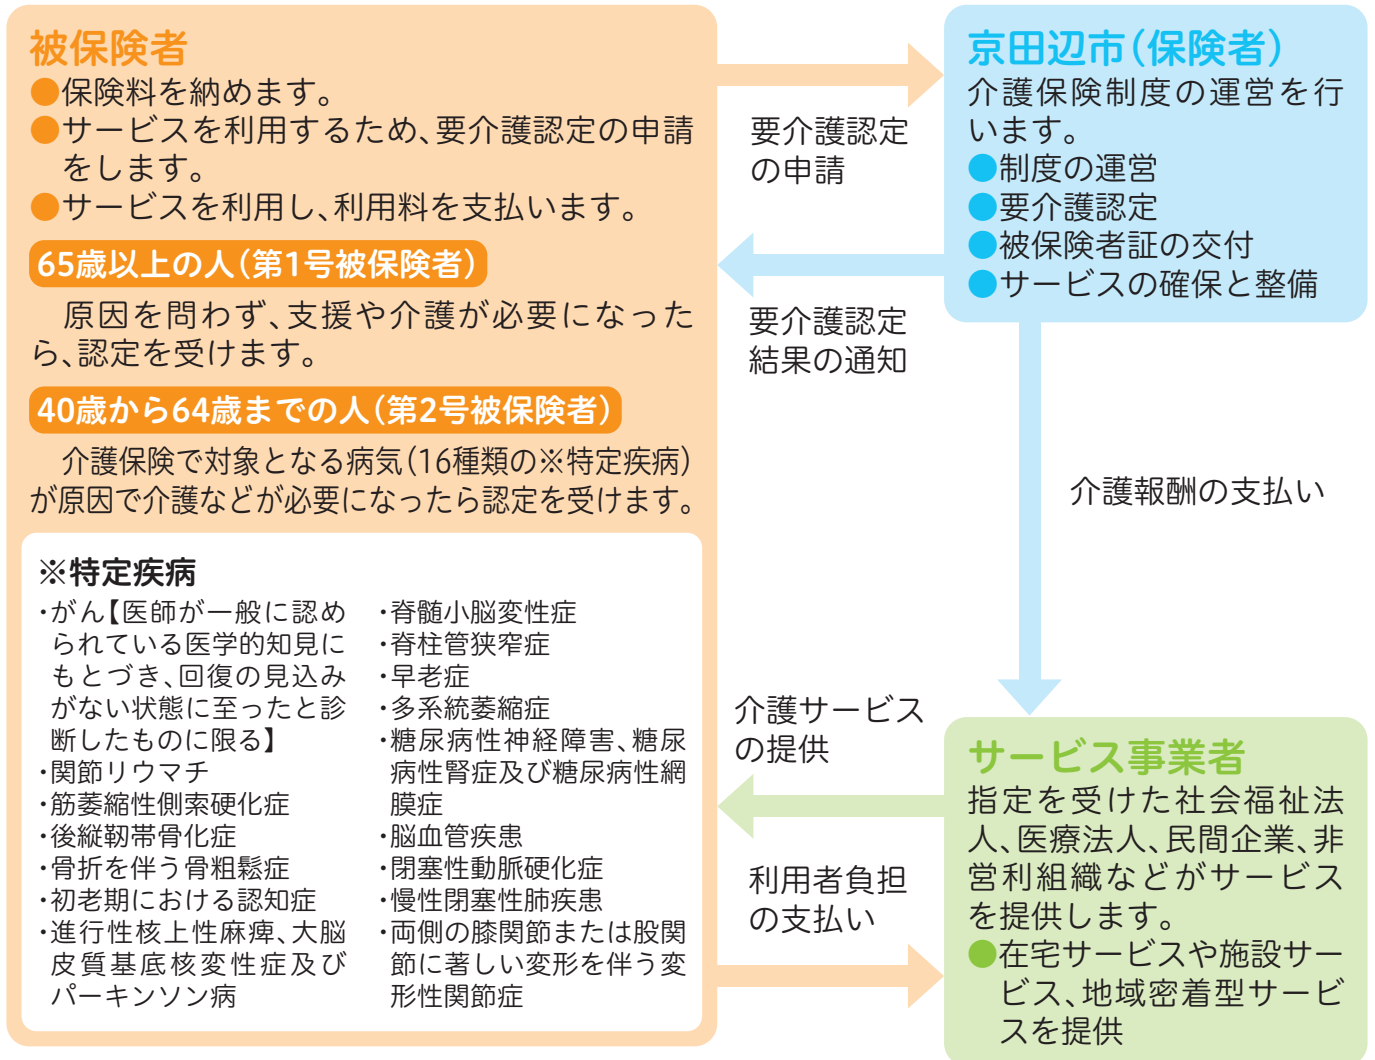 被保険者
●保険料を納めます。
●サービスを利用するため、要介護認定の申請
をします。
●サービスを利用し、利用料を支払います。
65歳以上の人(第1号被保険者)
原因を問わず、支援や介護が必要になった
ら、認定を受けます。
40歳から64歳までの人(第2号被保険者)
介護保険で対象となる病気(16種類の※特定疾病)
が原因で介護などが必要になったら認定を受けます。
※特定疾病
・がん【医師が一般に認め
られている医学的知見に
もとづき、回復の見込み
がない状態に至ったと診
断したものに限る】
・関節リウマチ
・筋萎縮性側索硬化症
・後縦靭帯骨化症
・骨折を伴う骨粗鬆症
・初老期における認知症
・進行性核上性麻痺、大脳
皮質基底核変性症及び
パーキンソン病
・脊髄小脳変性症
・脊柱管狭窄症
・早老症
・多系統萎縮症
・糖尿病性神経障害、糖尿
病性腎症及び糖尿病性網
膜症
・脳血管疾患
・閉塞性動脈硬化症
・慢性閉塞性肺疾患
・両側の膝関節または股関
節に著しい変形を伴う変
形性関節症
要介護認定
の申請
要介護認定
結果の通知
介護サービス
の提供
利用者負担
の支払い
京田辺市(保険者)
介護保険制度の運営を行
います。
●制度の運営
●要介護認定
●被保険者証の交付
●サービスの確保と整備
介護報酬の支払い
サービス事業者
指定を受けた社会福祉法
人、医療法人、民間企業、非
営利組織などがサービス
を提供します。
●在宅サービスや施設サー
ビス、地域密着型サービ
スを提供